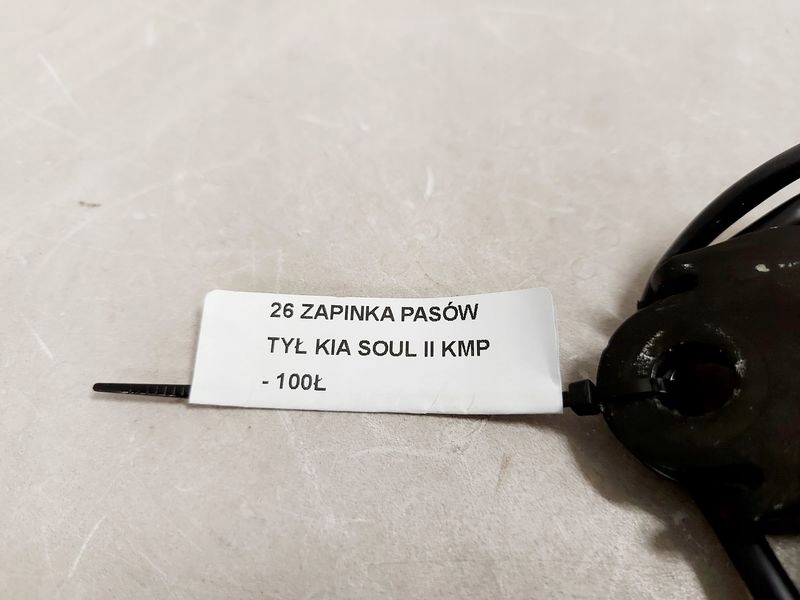 26 ZAPINKA PASÓW
TYŁ KIA SOUL II KMP
- 100Ł